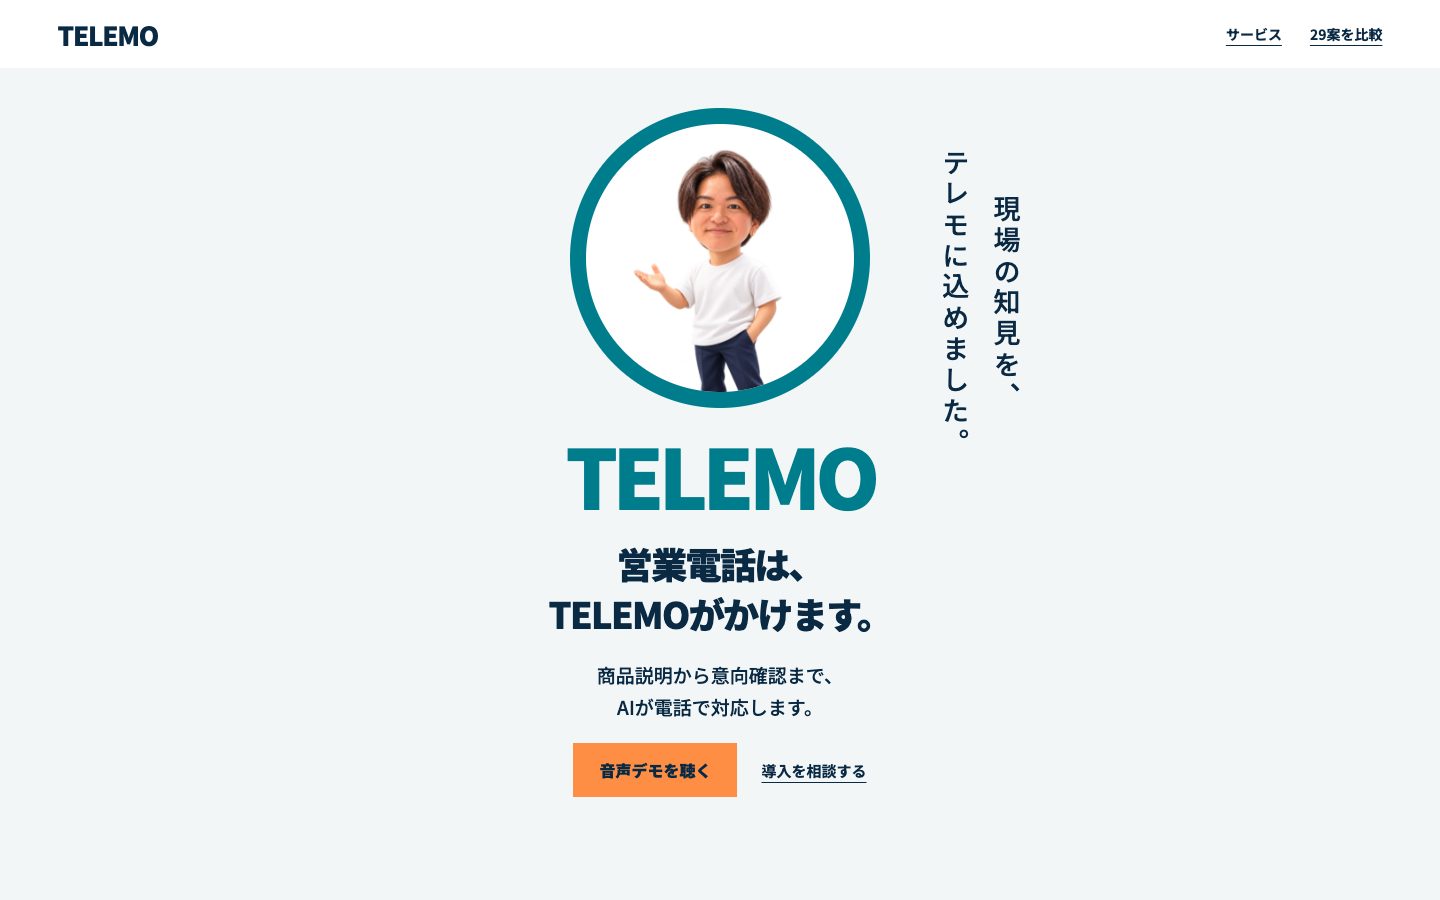 TELEMO
サービス
29案を比較
現場の知見を、
テレモに込めました。
TELEMO
営業電話は、
TELEMOがかけます。
商品説明から意向確認まで、
AIが電話で対応します。
音声デモを聴く
導入を相談する